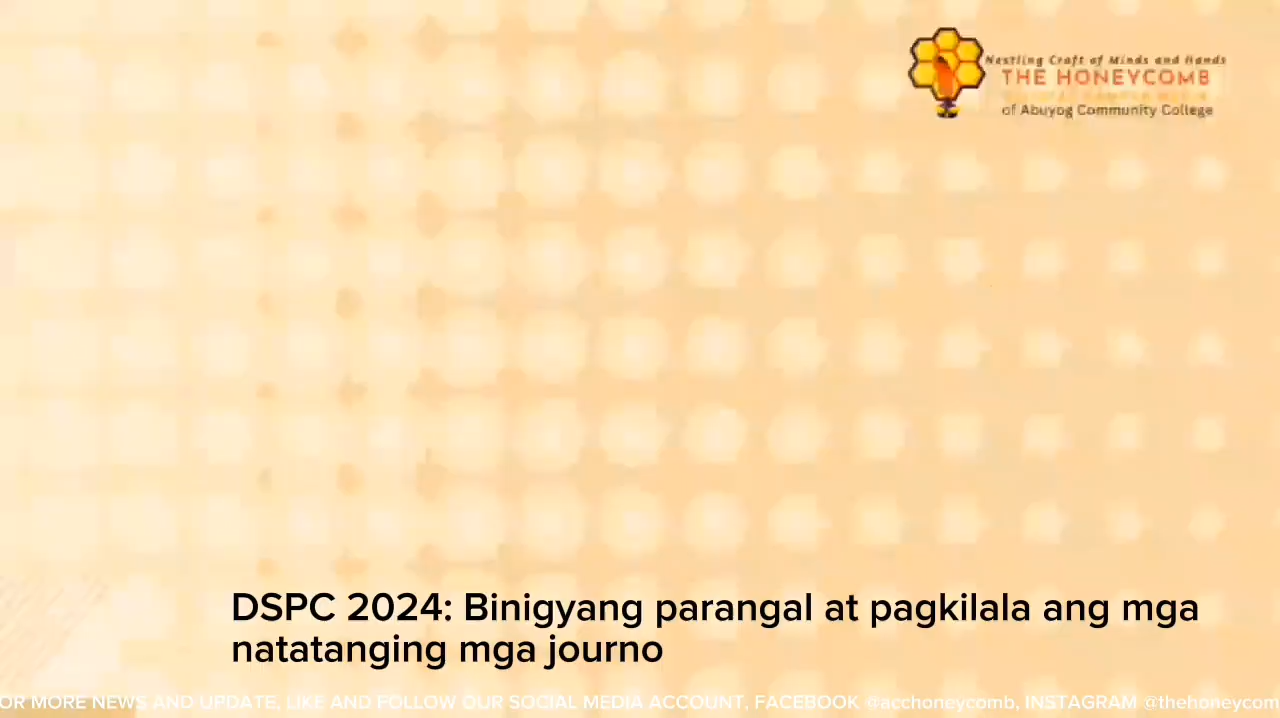 Nestling Craft of Minds and Hands
THE HONEYCOMB
of Abuyog Community College
DSPC 2024: Binigyang parangal at pagkilala ang mga
natatanging mga journo
OR MORE NEWS AND UPDATE, LIKE AND FOLLOW OUR SOCIAL MEDIA ACCOUNT, FACEBOOK @acchoneycomb, INSTAGRAM @thehoneycom